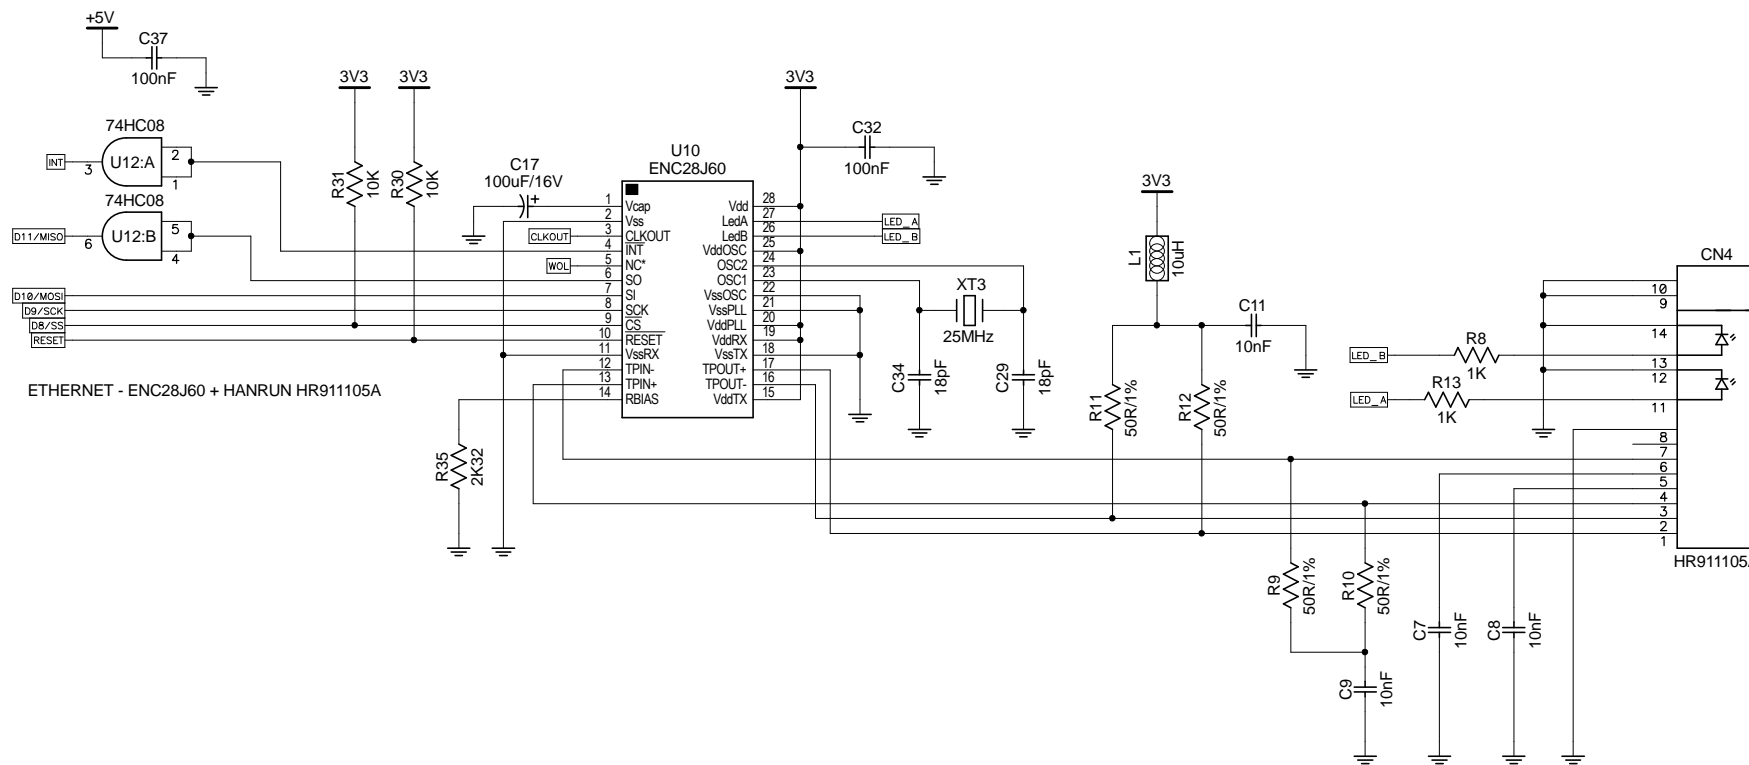 +5V
C37
100nF
3V3
3V3
3V3
74HC08
INT
3
U12:A
2
1
74HC08
D11/MISO
6
U12:B
5
4
R31
10K
R30
10K
C17
100uF/16V
U10
ENC28J60
C32
100nF
1
Vcap
2
Vss
CLKOUT
3
CLKOUT
4
INT
WOL
5
NC*
6
SO
D10/MOSI
7
SI
D9/SCK
8
SCK
D8/SS
9
CS
RESET
10
RESET
11
VssRX
12
TPIN-
13
TPIN+
14
RBIAS
Vdd
28
LedA
27
LED_A
LedB
26
LED_B
VddOSC
25
OSC2
24
OSC1
23
VssOSC
22
VssPLL
21
VddPLL
20
VddRX
19
VssTX
18
TPOUT+
17
TPOUT-
16
VddTX
15
XT3
25MHz
C34
18pF
C29
18pF
3V3
L1
10uH
C11
10nF
R11
50R/1%
R12
50R/1%
ETHERNET - ENC28J60 + HANRUN HR911105A
R35
2K32
CN4
10
9
14
LED_B
R8
1K
13
12
LED_A
R13
1K
11
8
7
6
5
4
3
2
1
HR911105
R9
50R/1%
R10
50R/1%
C7
10nF
C8
10nF
C9
10nF